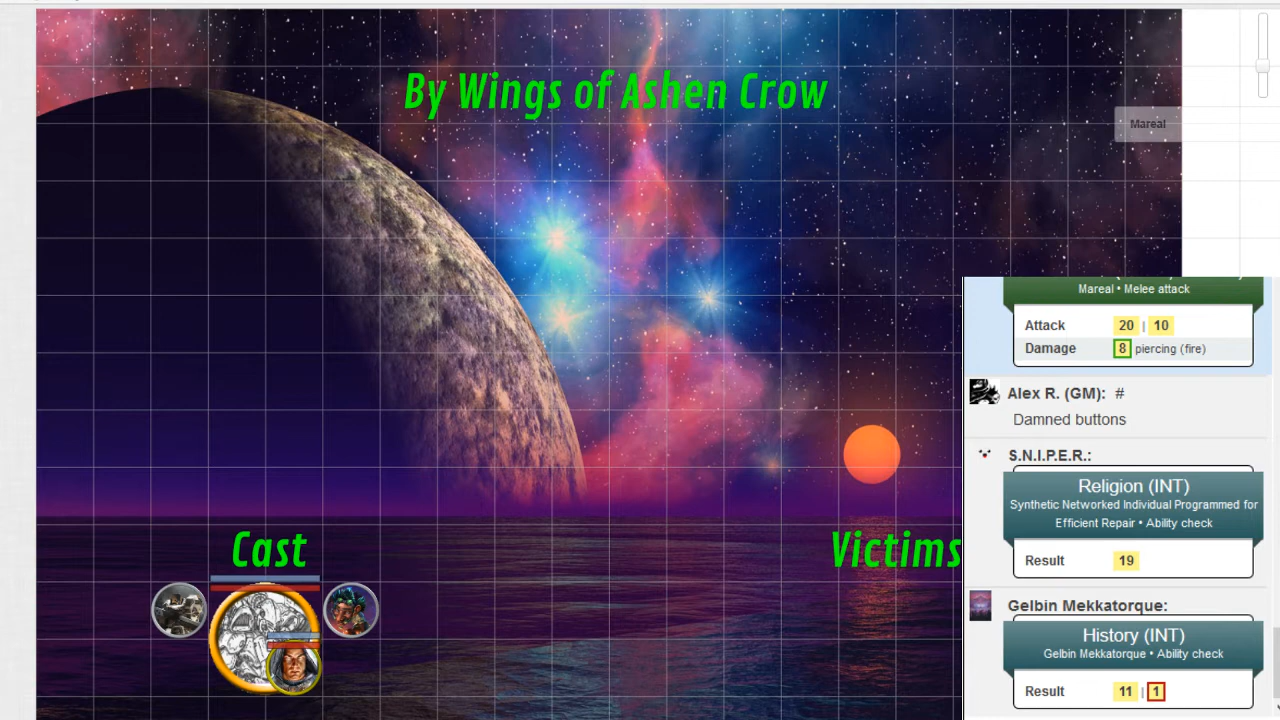 By Wings of Ashen Crow
Mareal
Cast
Victims
Mareal • Melee attack
Attack 20 | 10
Damage 8 piercing (fire)
Alex R. (GM): #
Damned buttons
S.N.I.P.E.R.:
Religion (INT)
Synthetic Networked Individual Programmed for
Efficient Repair • Ability check
Result 19
Gelbin Mekkatorque:
History (INT)
Gelbin Mekkatorque • Ability check
Result 11 | 1